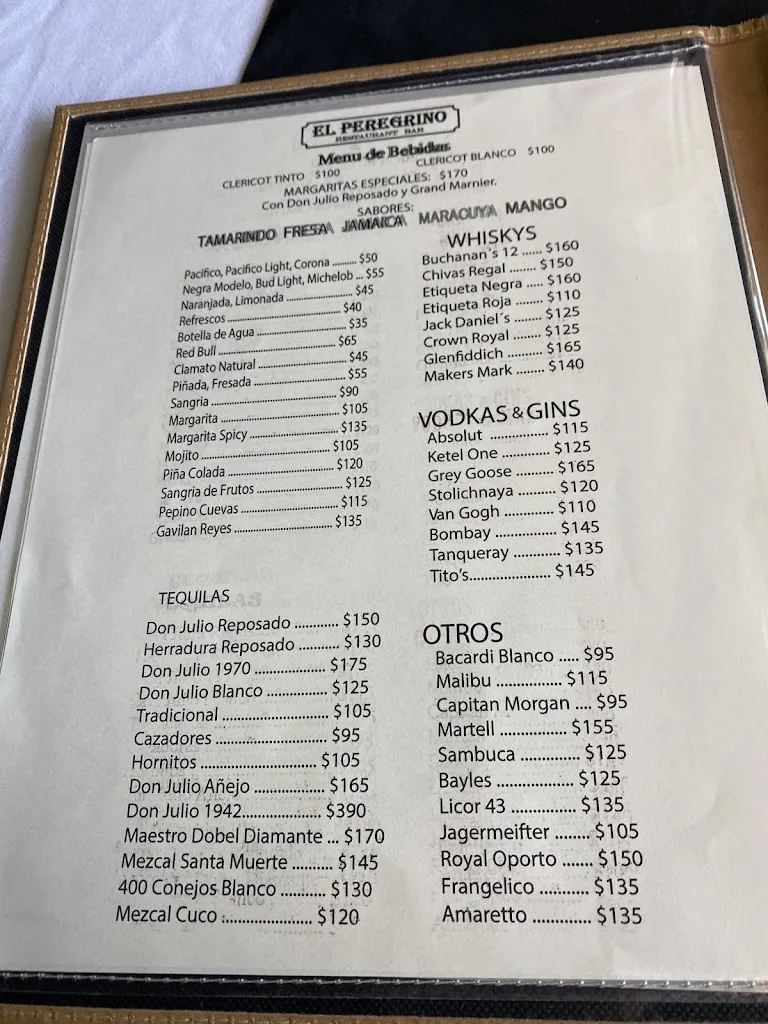 EL PEREGRINO
RESTAURANT BAR
Menu de Bebidas
CLERICOT TINTO $100 CLERICOT BLANCO $100
MARGARITAS ESPECIALES: $170
Con Don Julio Reposado y Grand Marnier.
SABORES:
TAMARINDO FRESA JAMAICA MARACUYA MANGO
Pacifico, Pacifico Light, Corona ......... $50
Negra Modelo, Bud Light, Michelob ... $55
Naranjada, Limonada .................... $45
Refrescos .................................. $40
Botella de Agua ......................... $35
Red Bull ................................... $65
Clamato Natural ......................... $45
Piñada, Fresada ......................... $55
Sangria ..................................... $90
Margarita ................................... $105
Margarita Spicy .......................... $135
Mojito ....................................... $105
Piña Colada ............................... $120
Sangria de Frutos ........................ $125
Pepino Cuevas ............................ $115
Gavilan Reyes ............................. $135
WHISKYS
Buchanan´s 12 ...... $160
Chivas Regal ........ $150
Etiqueta Negra ..... $160
Etiqueta Roja ....... $110
Jack Daniel´s ........ $125
Crown Royal ........ $125
Glenfiddich .......... $165
Makers Mark ........ $140
VODKAS & GINS
Absolut ............... $115
Ketel One ............ $125
Grey Goose ......... $165
Stolichnaya .......... $120
Van Gogh ............ $110
Bombay ................ $145
Tanqueray ............ $135
Tito's...................... $145
TEQUILAS
Don Julio Reposado ............ $150
Herradura Reposado ........... $130
Don Julio 1970 ................... $175
Don Julio Blanco ................ $125
Tradicional ............................ $105
Cazadores ............................. $95
Hornitos ............................... $105
Don Julio Añejo .................. $165
Don Julio 1942.................... $390
Maestro Dobel Diamante ... $170
Mezcal Santa Muerte .......... $145
400 Conejos Blanco ............ $130
Mezcal Cuco ....................... $120
OTROS
Bacardi Blanco ..... $95
Malibu ................. $115
Capitan Morgan .... $95
Martell ................. $155
Sambuca .............. $125
Bayles .................... $125
Licor 43 ................ $135
Jagermeifter ........ $105
Royal Oporto ....... $150
Frangelico ........... $135
Amaretto ............. $135